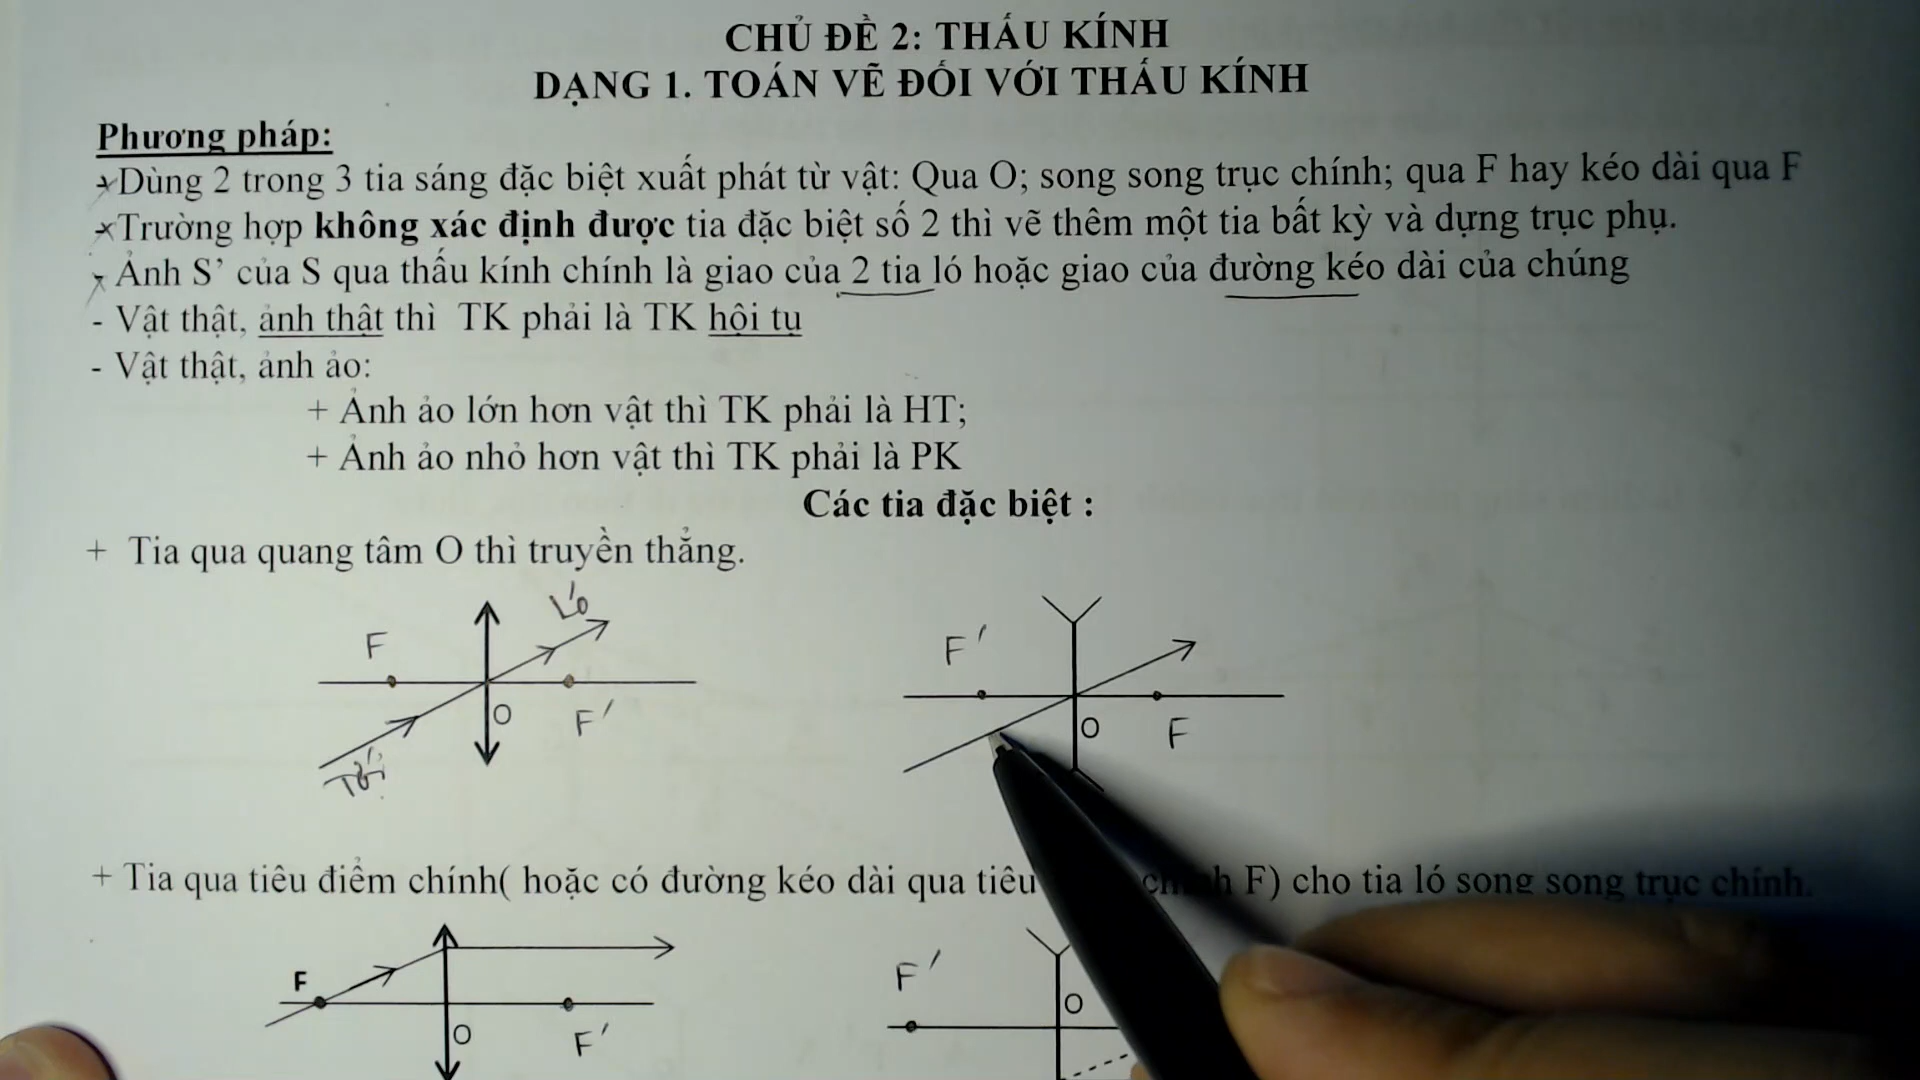 CHỦ ĐỀ 2: THẤU KÍNH
DẠNG 1. TOÁN VẼ ĐỐI VỚI THẤU KÍNH
Phương pháp:
Dùng 2 trong 3 tia sáng đặc biệt xuất phát từ vật: Qua O; song song trục chính; qua F hay kéo dài qua F
Trường hợp không xác định được tia đặc biệt số 2 thì vẽ thêm một tia bất kỳ và dựng trục phụ.
Ảnh S’ của S qua thấu kính chính là giao của 2 tia ló hoặc giao của đường kéo dài của chúng
- Vật thật, ảnh thật thì TK phải là TK hội tụ
- Vật thật, ảnh ảo:
+ Ảnh ảo lớn hơn vật thì TK phải là HT;
+ Ảnh ảo nhỏ hơn vật thì TK phải là PK
Các tia đặc biệt :
+ Tia qua quang tâm O thì truyền thẳng.
Ló
F
O
F'
Tới
F'
O
F
+ Tia qua tiêu điểm chính( hoặc có đường kéo dài qua tiêu F) cho tia ló song song trục chính.
F
O
F'
F'
O